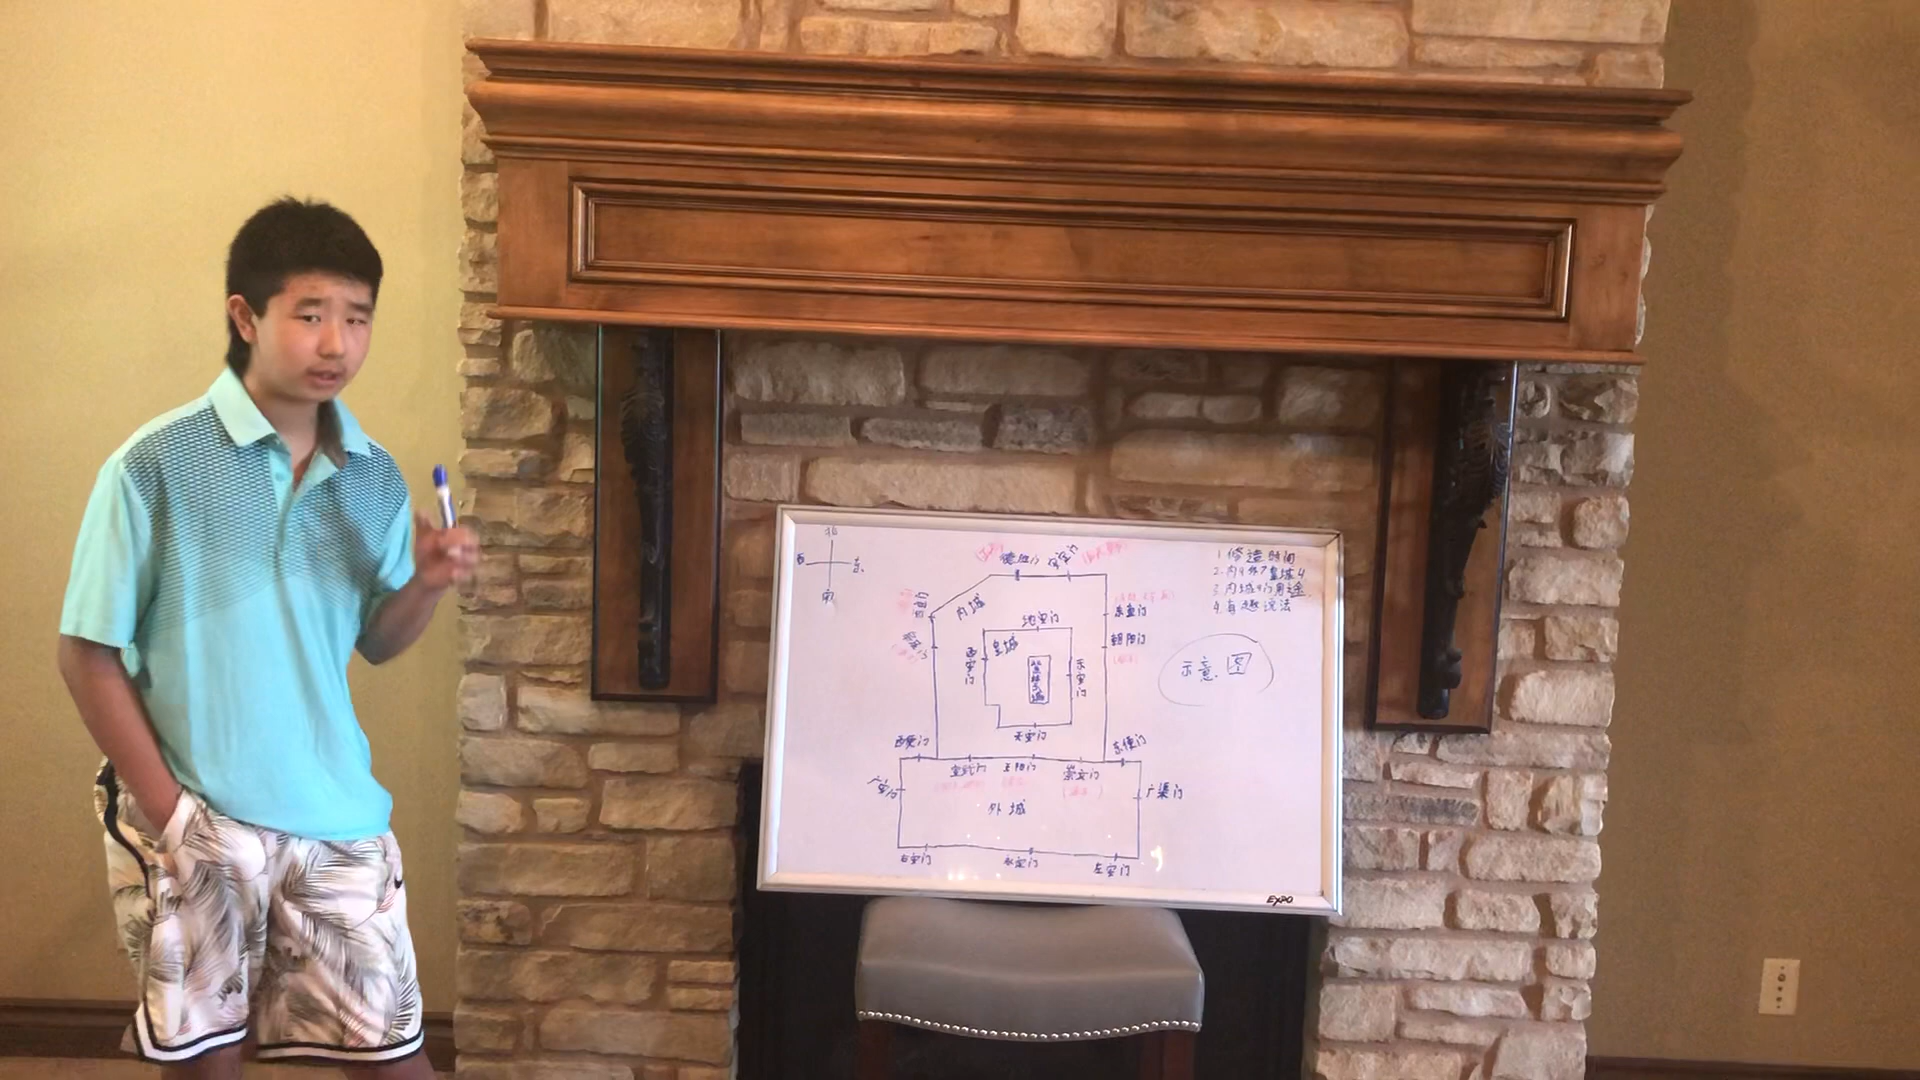 北
西
东
南
德胜门
安定门
西直门
内城
东直门
朝阳门
地安门
皇城
西安门
东安门
紫禁城
天安门
西便门
东便门
宣武门
正阳门
崇文门
广安门
广渠门
外城
右安门
永定门
左安门
1. 修造时间
2. 内9外7皇城4
3. 内城9门用途
4. 有趣说法
示意图
EXPO